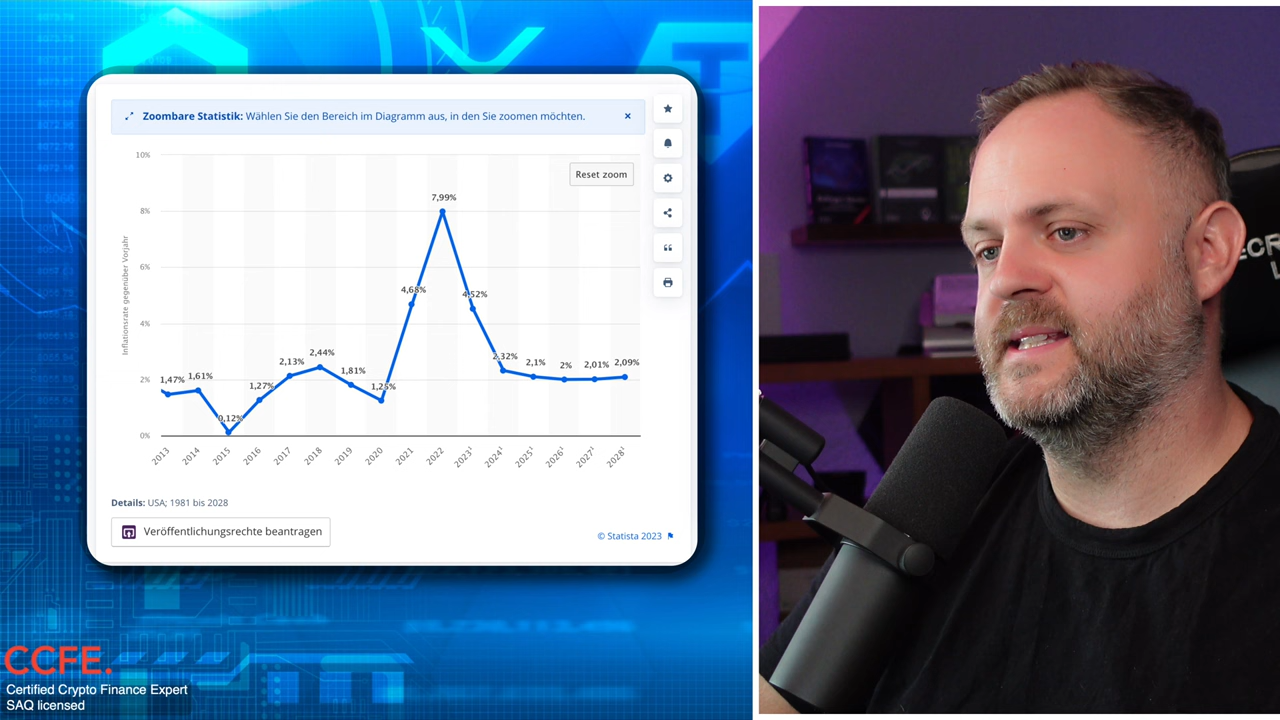 Zoombare Statistik: Wählen Sie den Bereich im Diagramm aus, in den Sie zoomen möchten. ×
Reset zoom
Inflationsrate gegenüber Vorjahr
10%
8%
6%
4%
2%
0%
1,47% 1,61% 0,12% 1,27% 2,13% 2,44% 1,81% 1,25% 4,68% 7,99% 4,52% 2,32% 2,1% 2% 2,01% 2,09%
2013 2014 2015 2016 2017 2018 2019 2020 2021 2022 2023¹ 2024¹ 2025¹ 2026¹ 2027¹ 2028¹
Details: USA; 1981 bis 2028
Veröffentlichungsrechte beantragen
© Statista 2023
CCFE.
Certified Crypto Finance Expert
SAQ licensed